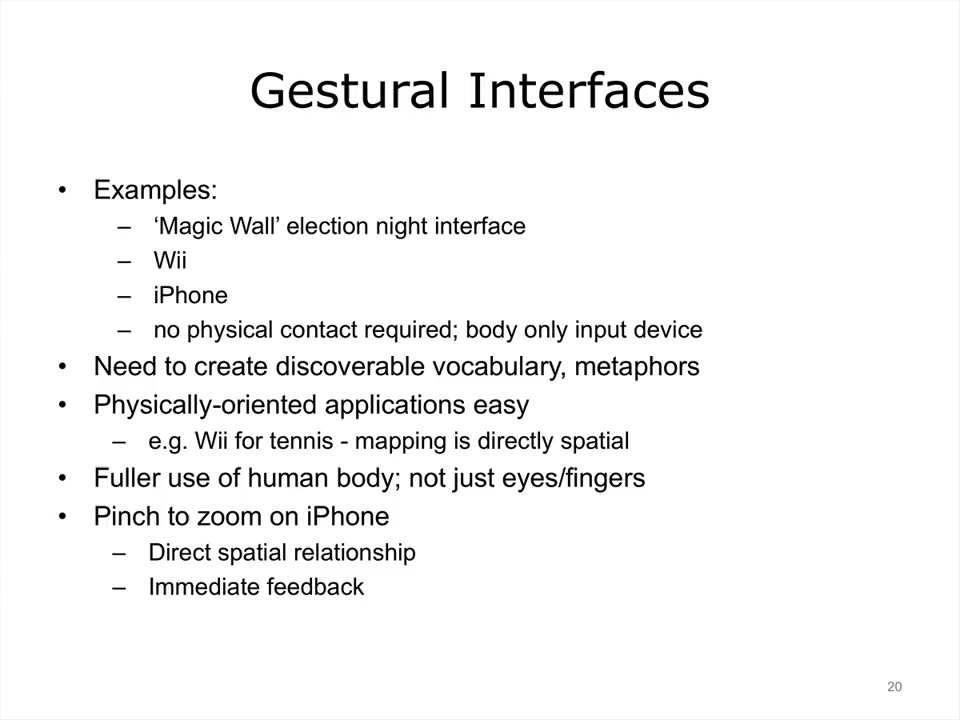 Gestural Interfaces
• Examples:
– ‘Magic Wall’ election night interface
– Wii
– iPhone
– no physical contact required; body only input device
• Need to create discoverable vocabulary, metaphors
• Physically-oriented applications easy
– e.g. Wii for tennis - mapping is directly spatial
• Fuller use of human body; not just eyes/fingers
• Pinch to zoom on iPhone
– Direct spatial relationship
– Immediate feedback
20